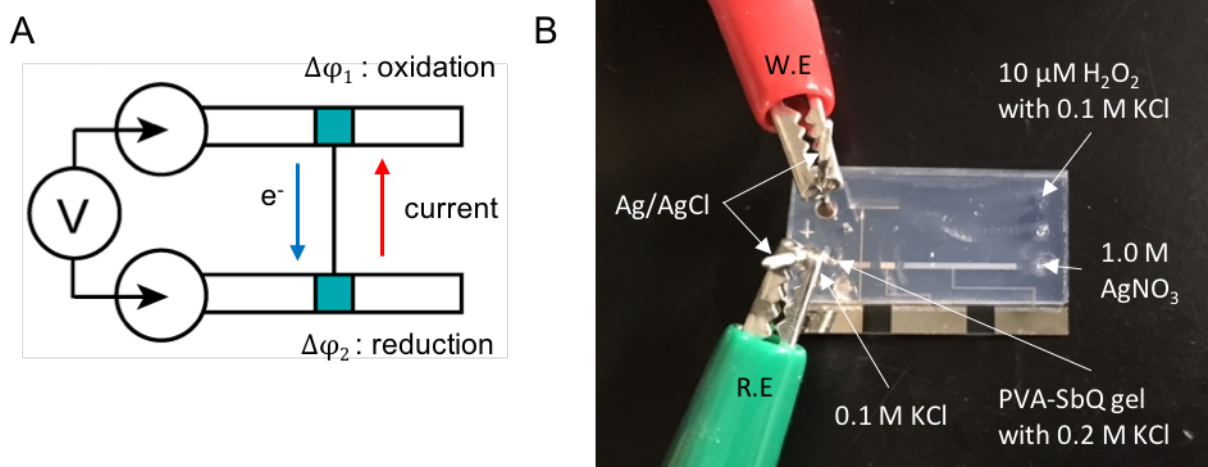 A
Δφ₁ : oxidation
V
e⁻
current
Δφ₂ : reduction
B
W.E
10 μM H₂O₂
with 0.1 M KCl
Ag/AgCl
1.0 M
AgNO₃
R.E
0.1 M KCl
PVA-SbQ gel
with 0.2 M KCl